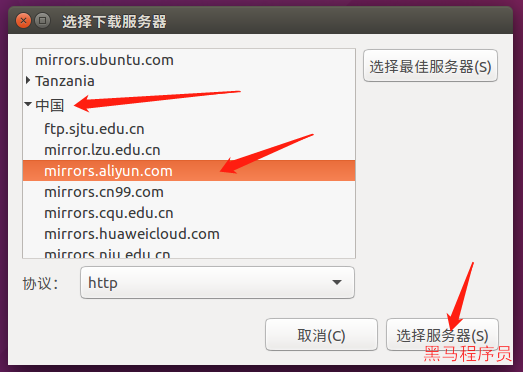 选择下载服务器
mirrors.ubuntu.com
Tanzania
中国
ftp.sjtu.edu.cn
mirror.lzu.edu.cn
mirrors.aliyun.com
mirrors.cn99.com
mirrors.cqu.edu.cn
mirrors.huaweicloud.com
mirrors.nju.edu.cn
选择最佳服务器(S)
协议：
http
取消(C)
选择服务器(S)
黑马程序员